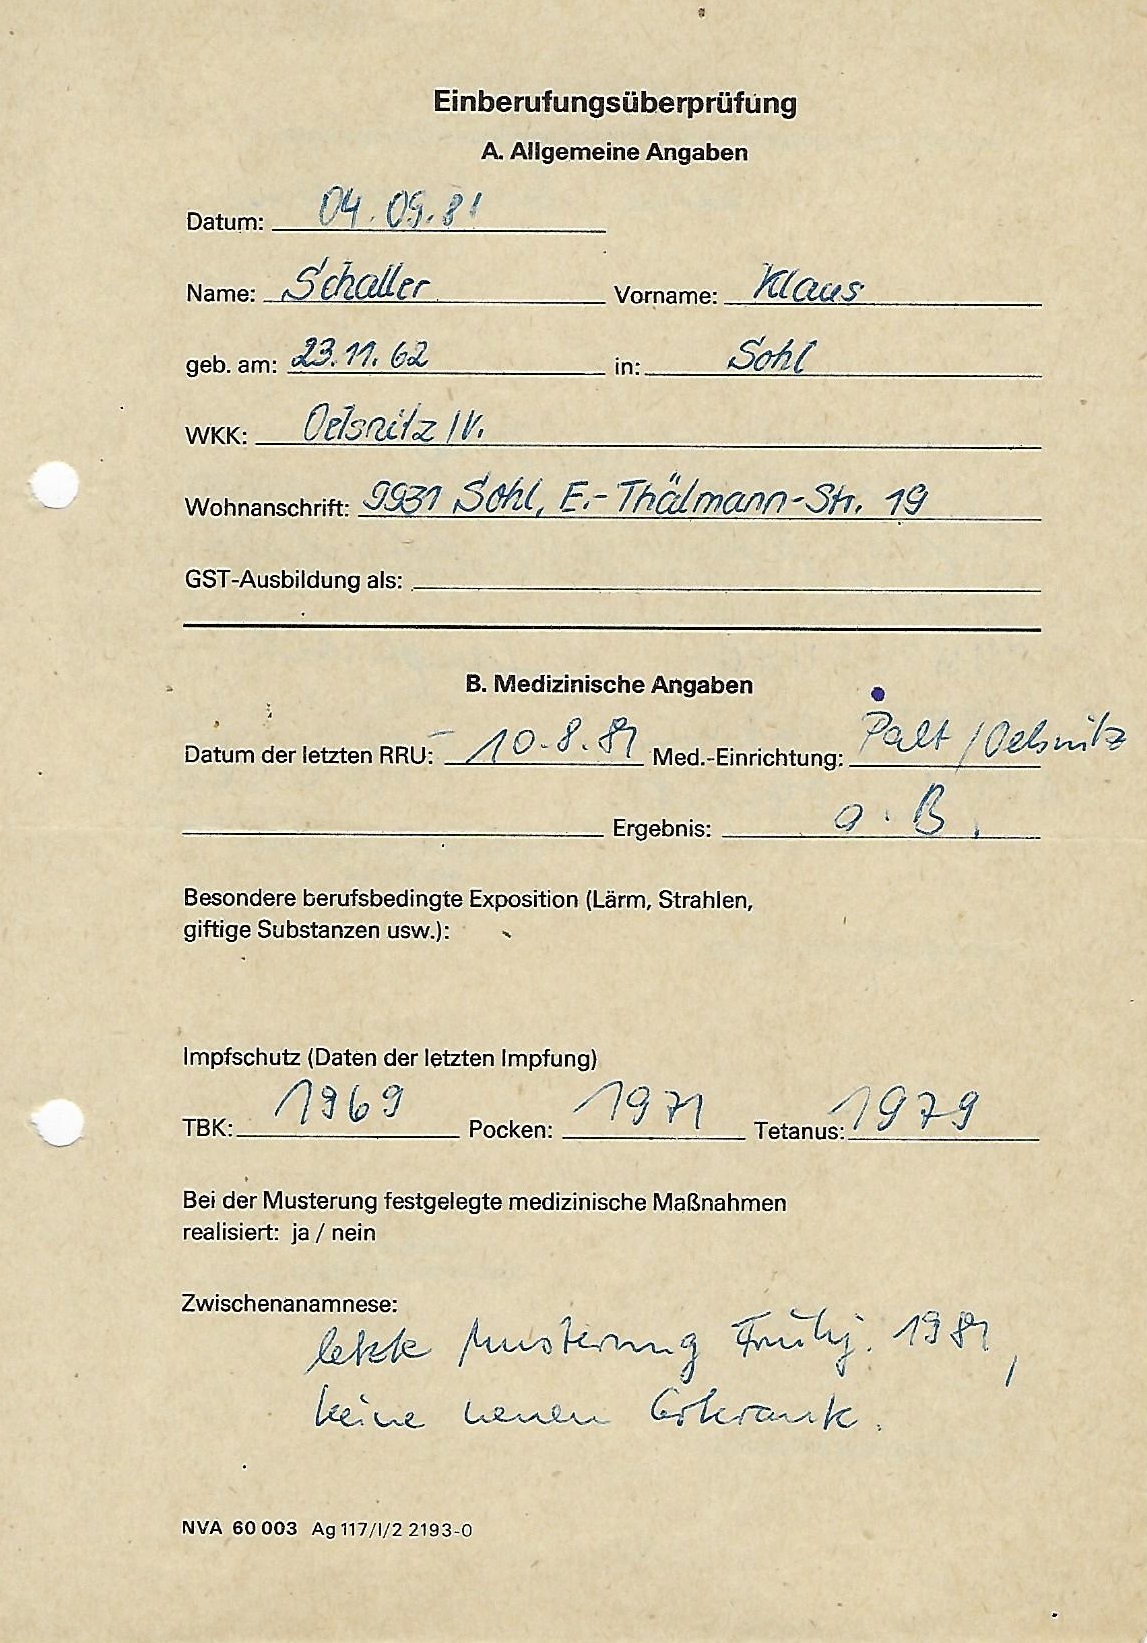 Einberufungsüberprüfung
A. Allgemeine Angaben
Datum: 04.09.81
Name: Schaller Vorname: Klaus
geb. am: 23.11.62 in: Sohl
WKK: Oelsnitz/V.
Wohnanschrift: 9931 Sohl, E.-Thälmann-Str. 19
GST-Ausbildung als:
B. Medizinische Angaben
Datum der letzten RRU: 10.8.81 Med.-Einrichtung: /Oelsnitz
Ergebnis: o.B.
Besondere berufsbedingte Exposition (Lärm, Strahlen,
giftige Substanzen usw.):
Impfschutz (Daten der letzten Impfung)
TBK: 1969 Pocken: 1971 Tetanus: 1979
Bei der Musterung festgelegte medizinische Maßnahmen
realisiert: ja / nein
Zwischenanamnese:
letzte Musterung Frühj. 1981,
keine neuen Erkrank.
NVA 60 003 Ag 117/I/2 2193-0